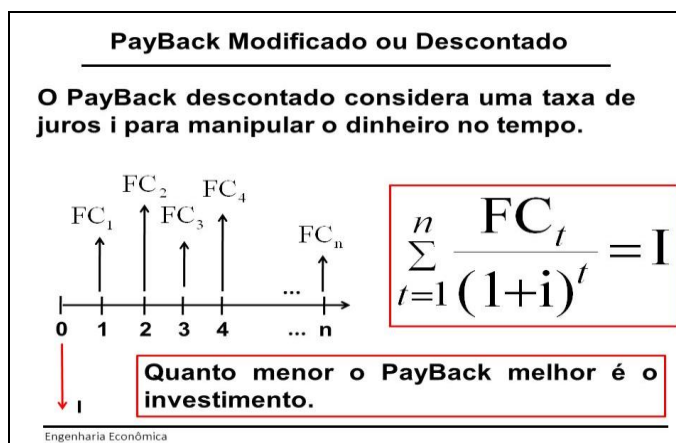 PayBack Modificado ou Descontado
O PayBack descontado considera uma taxa de
juros i para manipular o dinheiro no tempo.
FC₁ FC₂ FC₃ FC₄ ... FCₙ
0 1 2 3 4 ... n
I
n
∑ FCₜ/(1+i)ᵗ = I
t=1
Quanto menor o PayBack melhor é o
investimento.
Engenharia Econômica